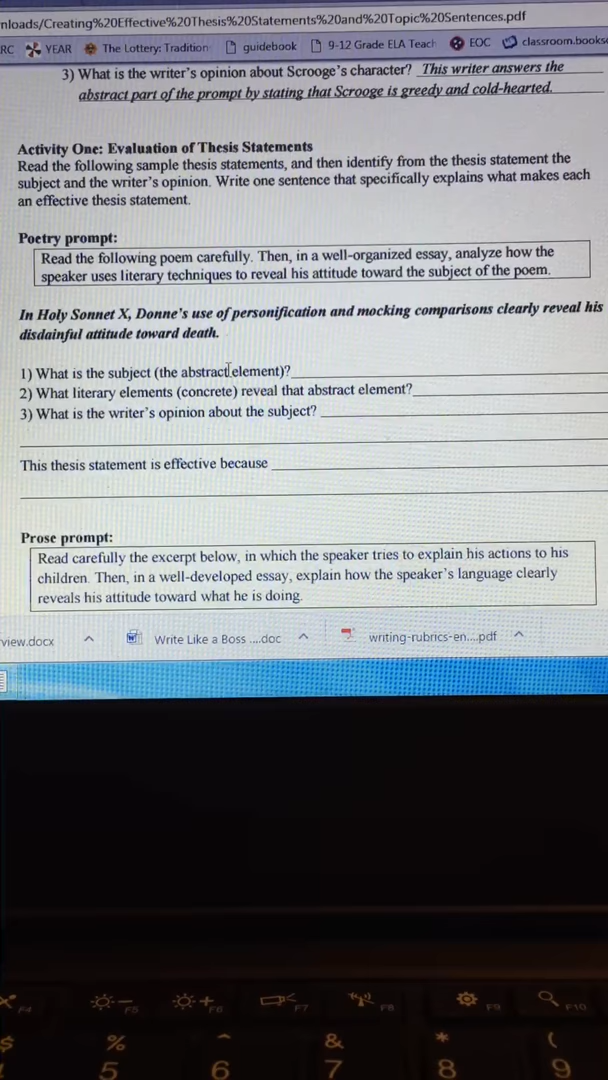 nloads/Creating%20Effective%20Thesis%20Statements%20and%20Topic%20Sentences.pdf
RC YEAR The Lottery: Tradition guidebook 9-12 Grade ELA Teach EOC classroom.books
3) What is the writer's opinion about Scrooge's character? This writer answers the
abstract part of the prompt by stating that Scrooge is greedy and cold-hearted.
Activity One: Evaluation of Thesis Statements
Read the following sample thesis statements, and then identify from the thesis statement the
subject and the writer's opinion. Write one sentence that specifically explains what makes each
an effective thesis statement.
Poetry prompt:
Read the following poem carefully. Then, in a well-organized essay, analyze how the
speaker uses literary techniques to reveal his attitude toward the subject of the poem.
In Holy Sonnet X, Donne's use of personification and mocking comparisons clearly reveal his
disdainful attitude toward death.
1) What is the subject (the abstract element)?
2) What literary elements (concrete) reveal that abstract element?
3) What is the writer's opinion about the subject?
This thesis statement is effective because
Prose prompt:
Read carefully the excerpt below, in which the speaker tries to explain his actions to his
children. Then, in a well-developed essay, explain how the speaker's language clearly
reveals his attitude toward what he is doing.
view.docx Write Like a Boss ....doc writing-rubrics-en....pdf
F4 F5 F6 F7 F8 F9 F10
$ % ^ & * (
5 6 7 8 9